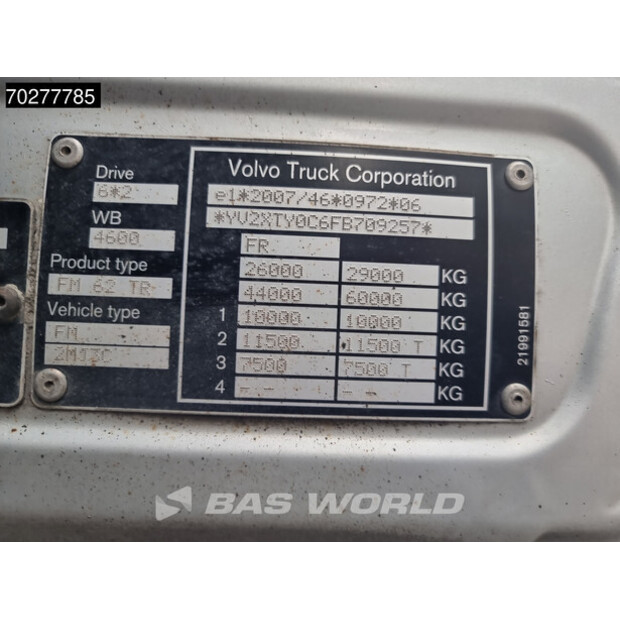 70277785
Drive
6*2
WB
4600
Product type
FM 62 TR
Vehicle type
FM
ZM13C
Volvo Truck Corporation
e1*2007/46*0972*06
*YV2XTY0C6FB709257*
FR
26000 29000 KG
44000 60000 KG
1 10000 10000 KG
2 11500 11500 T KG
3 7500 7500 T KG
4 - - - - - KG
21991581
BAS WORLD